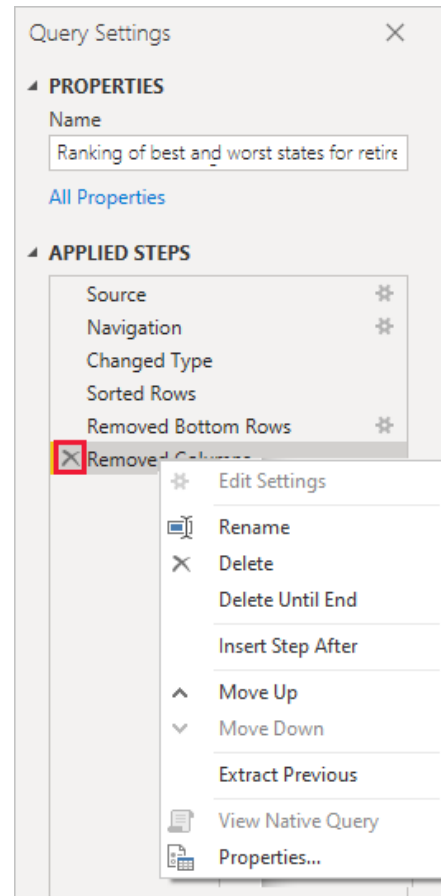 Query Settings
PROPERTIES
Name
Ranking of best and worst states for retire
All Properties
APPLIED STEPS
Source
Navigation
Changed Type
Sorted Rows
Removed Bottom Rows
Removed Columns
Edit Settings
Rename
Delete
Delete Until End
Insert Step After
Move Up
Move Down
Extract Previous
View Native Query
Properties...